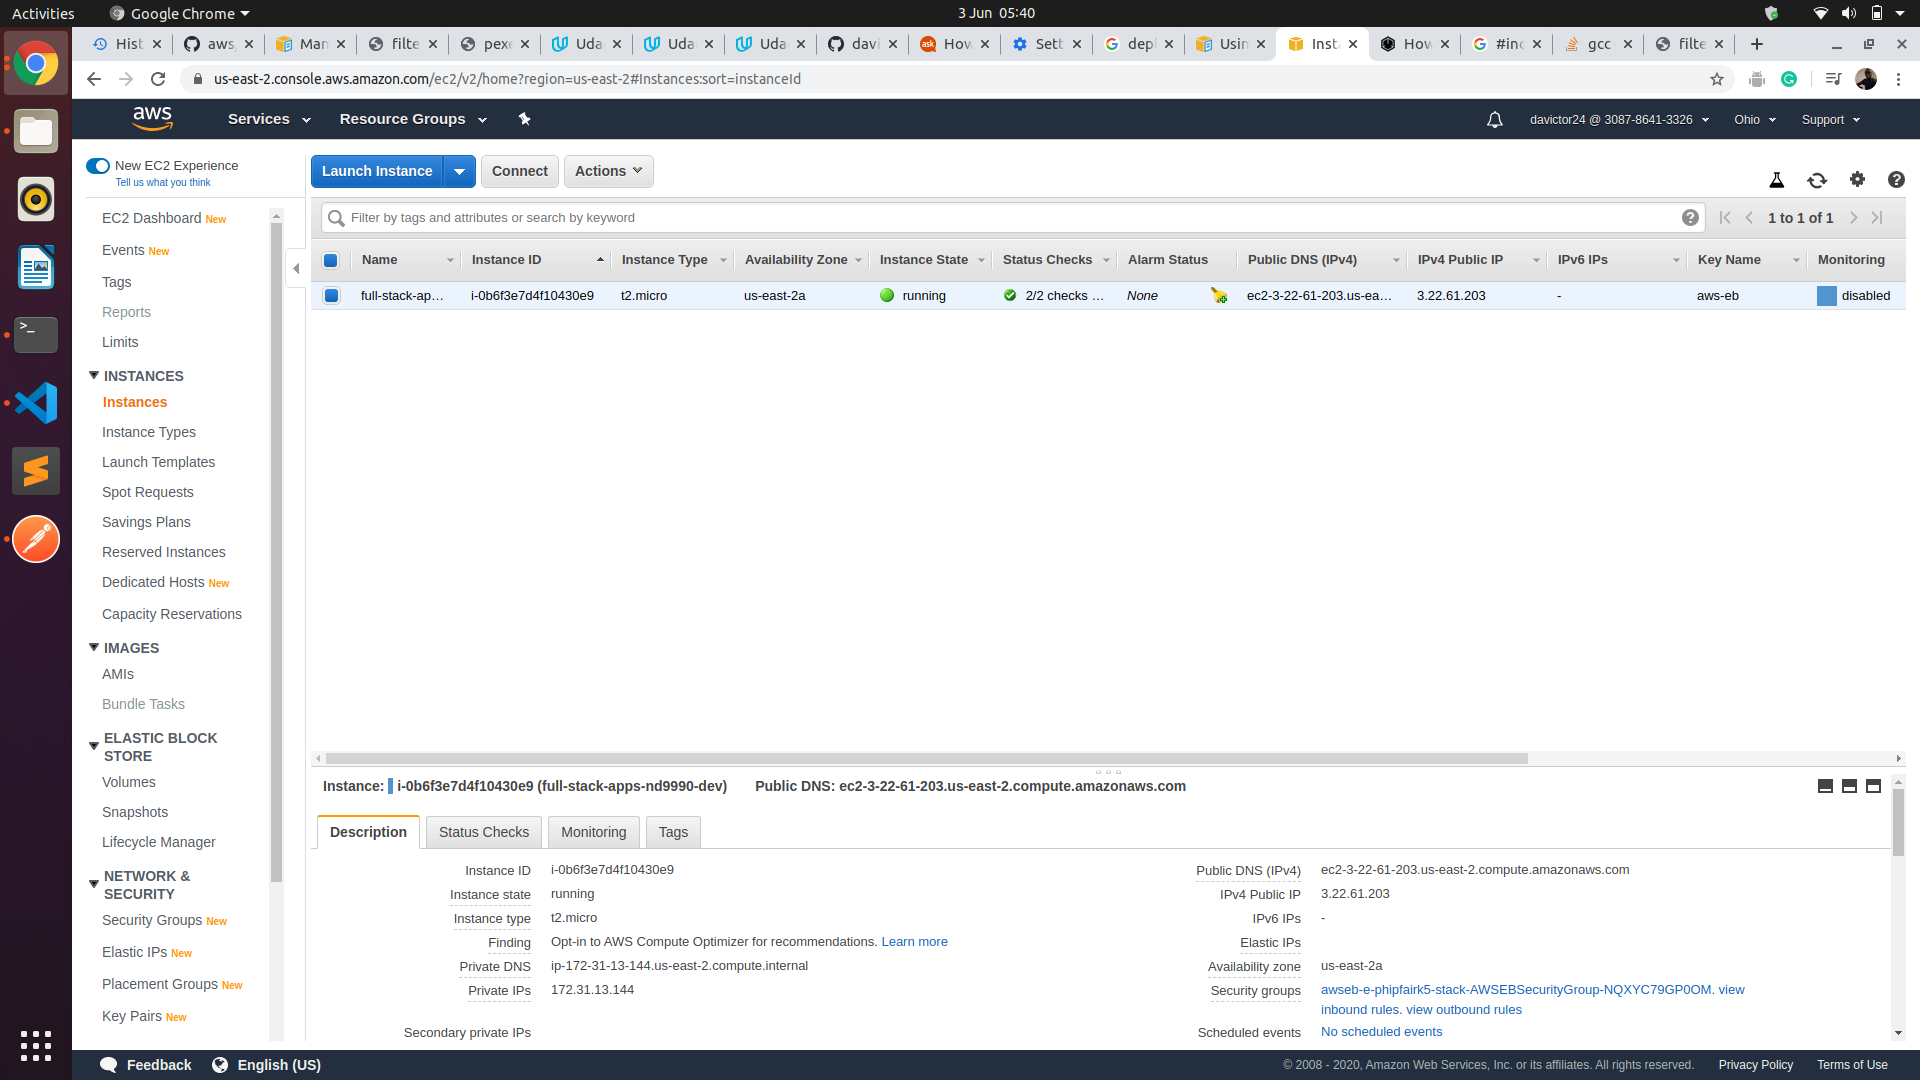 Activities
Google Chrome
3 Jun 05:40
Hist
aws,
Man
filte
pexe
Uda
Uda
Uda
davi
ask
How
Sett
depl
Usin
Inst
How
#inc
gcc
filte
us-east-2.console.aws.amazon.com/ec2/v2/home?region=us-east-2#Instances:sort=instanceId
aws
Services
Resource Groups
davictor24 @ 3087-8641-3326
Ohio
Support
New EC2 Experience
Tell us what you think
EC2 Dashboard New
Events New
Tags
Reports
Limits
INSTANCES
Instances
Instance Types
Launch Templates
Spot Requests
Savings Plans
Reserved Instances
Dedicated Hosts New
Capacity Reservations
IMAGES
AMIs
Bundle Tasks
ELASTIC BLOCK
STORE
Volumes
Snapshots
Lifecycle Manager
NETWORK &
SECURITY
Security Groups New
Elastic IPs New
Placement Groups New
Key Pairs New
Launch Instance
Connect
Actions
Filter by tags and attributes or search by keyword
1 to 1 of 1
Name Instance ID Instance Type Availability Zone Instance State Status Checks Alarm Status Public DNS (IPv4) IPv4 Public IP IPv6 IPs Key Name Monitoring
full-stack-ap… i-0b6f3e7d4f10430e9 t2.micro us-east-2a running 2/2 checks … None ec2-3-22-61-203.us-ea… 3.22.61.203 - aws-eb disabled
Instance: i-0b6f3e7d4f10430e9 (full-stack-apps-nd9990-dev) Public DNS: ec2-3-22-61-203.us-east-2.compute.amazonaws.com
Description Status Checks Monitoring Tags
Instance ID i-0b6f3e7d4f10430e9
Instance state running
Instance type t2.micro
Finding Opt-in to AWS Compute Optimizer for recommendations. Learn more
Private DNS ip-172-31-13-144.us-east-2.compute.internal
Private IPs 172.31.13.144
Secondary private IPs
Public DNS (IPv4) ec2-3-22-61-203.us-east-2.compute.amazonaws.com
IPv4 Public IP 3.22.61.203
IPv6 IPs -
Elastic IPs
Availability zone us-east-2a
Security groups awseb-e-phipfairk5-stack-AWSEBSecurityGroup-NQXYC79GP0OM. view
inbound rules. view outbound rules
Scheduled events No scheduled events
Feedback
English (US)
© 2008 - 2020, Amazon Web Services, Inc. or its affiliates. All rights reserved.
Privacy Policy
Terms of Use